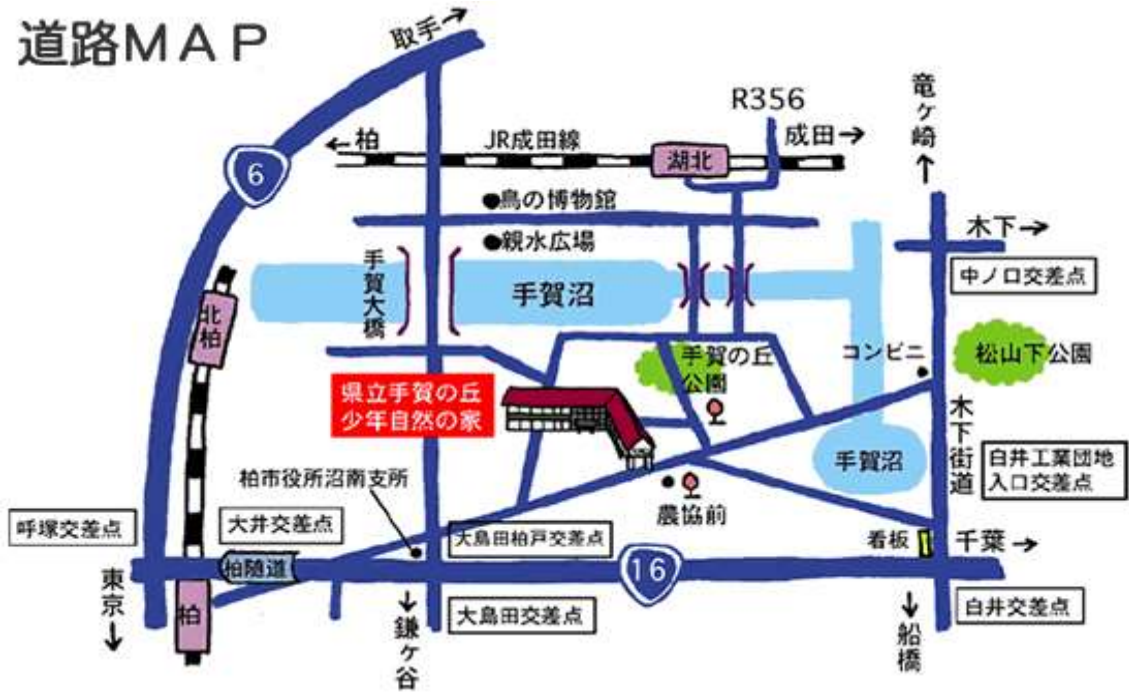 道路MAP
取手→
R356
竜ヶ崎
↑
←柏
JR成田線
湖北
成田→
6
●鳥の博物館
木下→
●親水広場
中ノ口交差点
手賀大橋
手賀沼
北柏
手賀の丘
公園
コンビニ
松山下公園
県立手賀の丘
少年自然の家
木下街道
手賀沼
白井工業団地
入口交差点
柏市役所沼南支所
農協前
呼塚交差点
大井交差点
大島田柏戸交差点
看板
千葉→
柏隧道
16
東京
↓
柏
↓
鎌ヶ谷
大島田交差点
↓
船橋
白井交差点